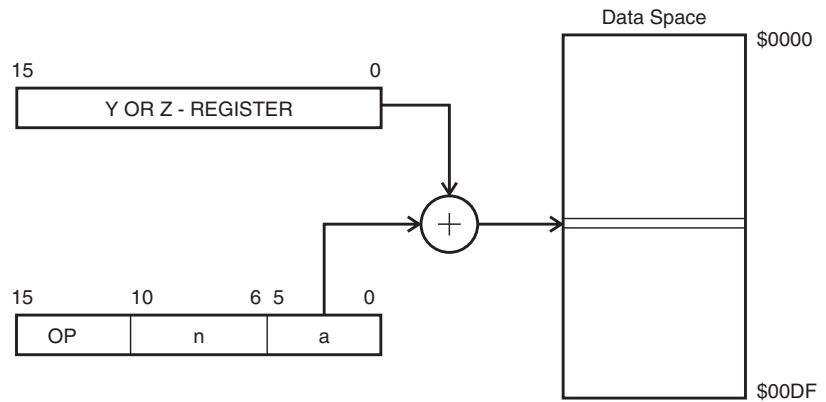 Data Space
$0000
15 0
Y OR Z - REGISTER
+
15 10 6 5 0
OP n a
$00DF